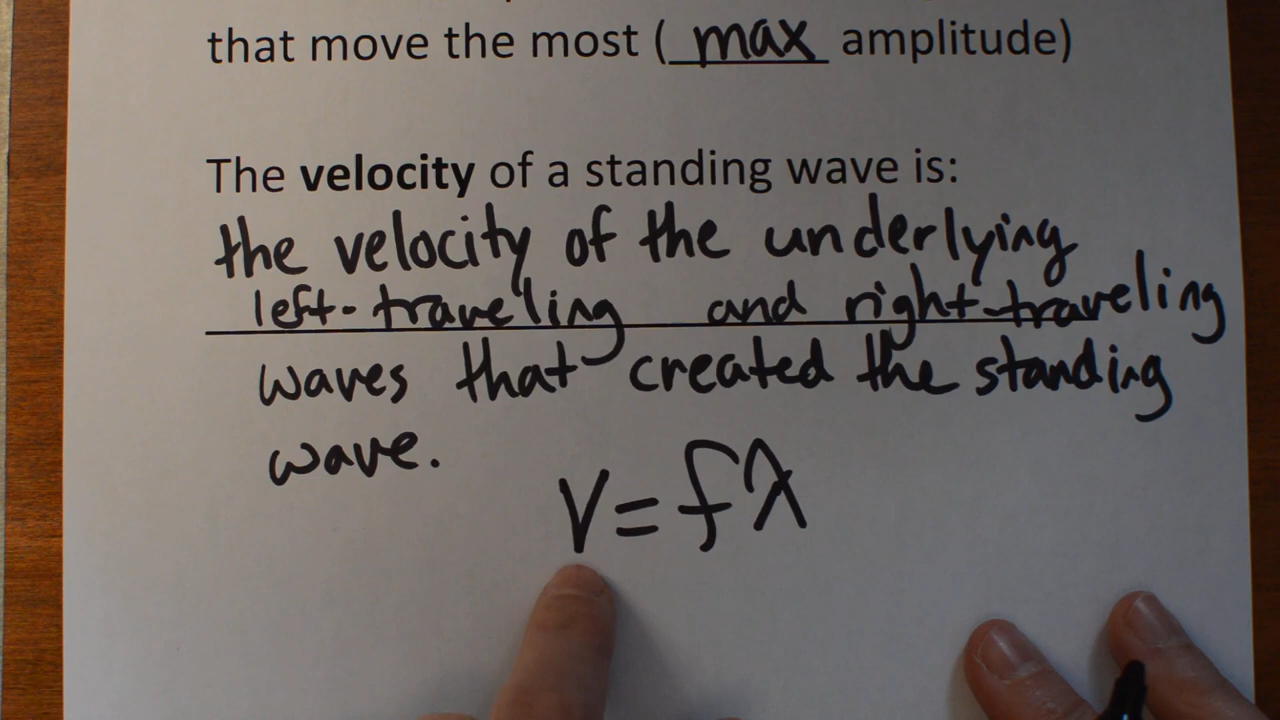 that move the most (max amplitude)
The velocity of a standing wave is:
the velocity of the underlying
left-traveling and right-traveling
waves that created the standing
wave.
V=fλ